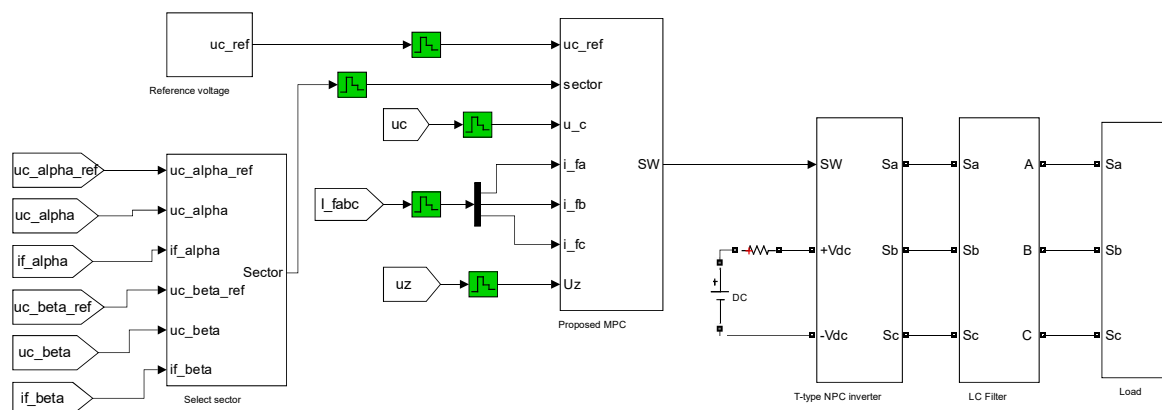 uc_ref
Reference voltage
uc_alpha_ref
uc_alpha
if_alpha
uc_beta_ref
uc_beta
if_beta
uc_alpha_ref
uc_alpha
if_alpha
uc_beta_ref
uc_beta
if_beta
Sector
Select sector
uc
I_fabc
uz
uc_ref
sector
u_c
i_fa
i_fb
i_fc
Uz
SW
Proposed MPC
DC
SW
+Vdc
-Vdc
Sa
Sb
Sc
T-type NPC inverter
Sa
Sb
Sc
A
B
C
LC Filter
Sa
Sb
Sc
Load